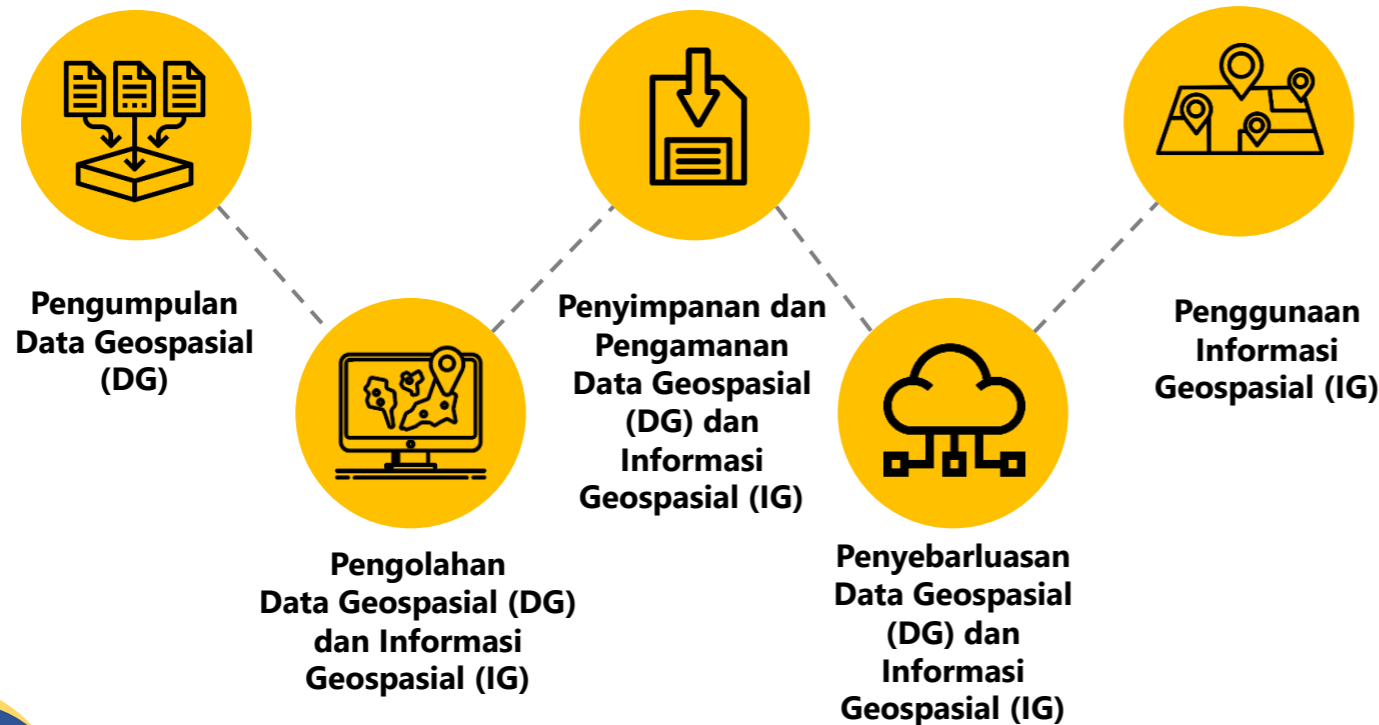 Pengumpulan
Data Geospasial
(DG)
Pengolahan
Data Geospasial (DG)
dan Informasi
Geospasial (IG)
Penyimpanan dan
Pengamanan
Data Geospasial
(DG) dan
Informasi
Geospasial (IG)
Penyebarluasan
Data Geospasial
(DG) dan
Informasi
Geospasial (IG)
Penggunaan
Informasi
Geospasial (IG)